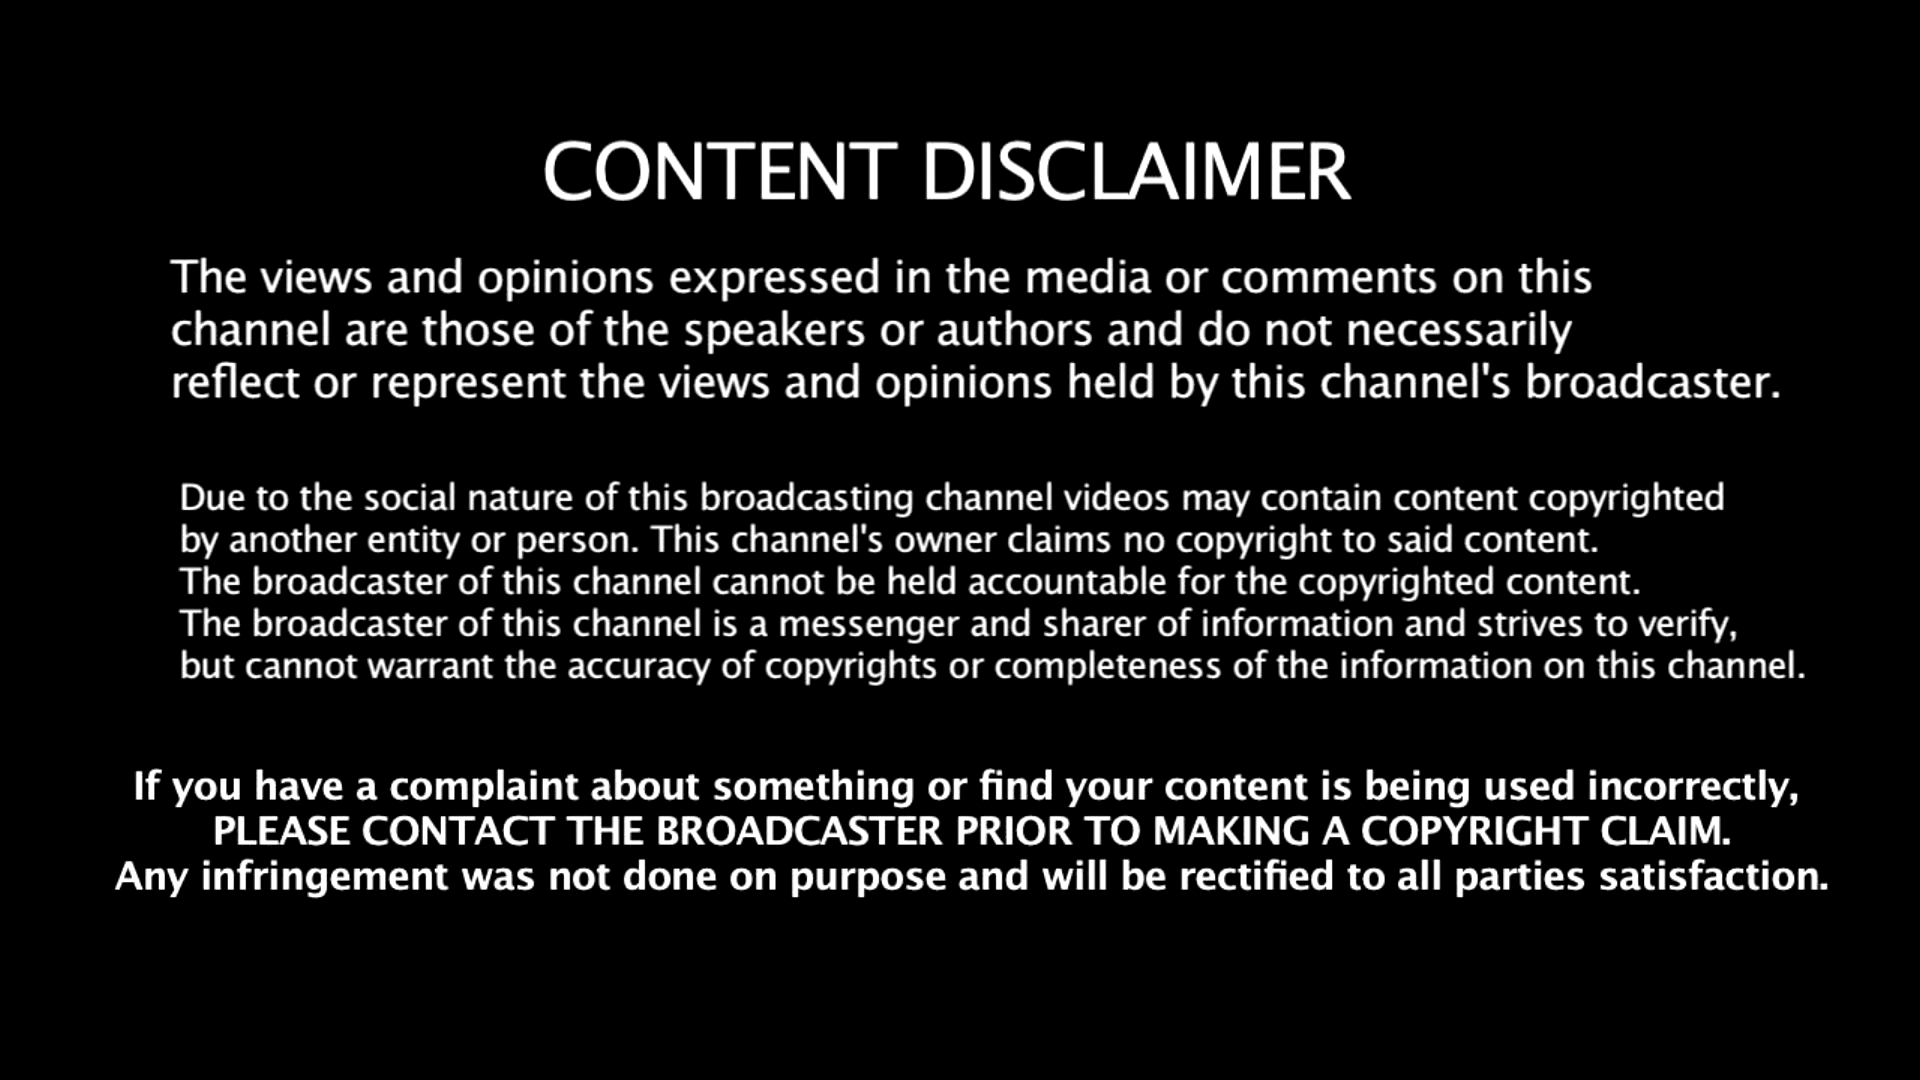 CONTENT DISCLAIMER
The views and opinions expressed in the media or comments on this
channel are those of the speakers or authors and do not necessarily
reflect or represent the views and opinions held by this channel's broadcaster.
Due to the social nature of this broadcasting channel videos may contain content copyrighted
by another entity or person. This channel's owner claims no copyright to said content.
The broadcaster of this channel cannot be held accountable for the copyrighted content.
The broadcaster of this channel is a messenger and sharer of information and strives to verify,
but cannot warrant the accuracy of copyrights or completeness of the information on this channel.
If you have a complaint about something or find your content is being used incorrectly,
PLEASE CONTACT THE BROADCASTER PRIOR TO MAKING A COPYRIGHT CLAIM.
Any infringement was not done on purpose and will be rectified to all parties satisfaction.